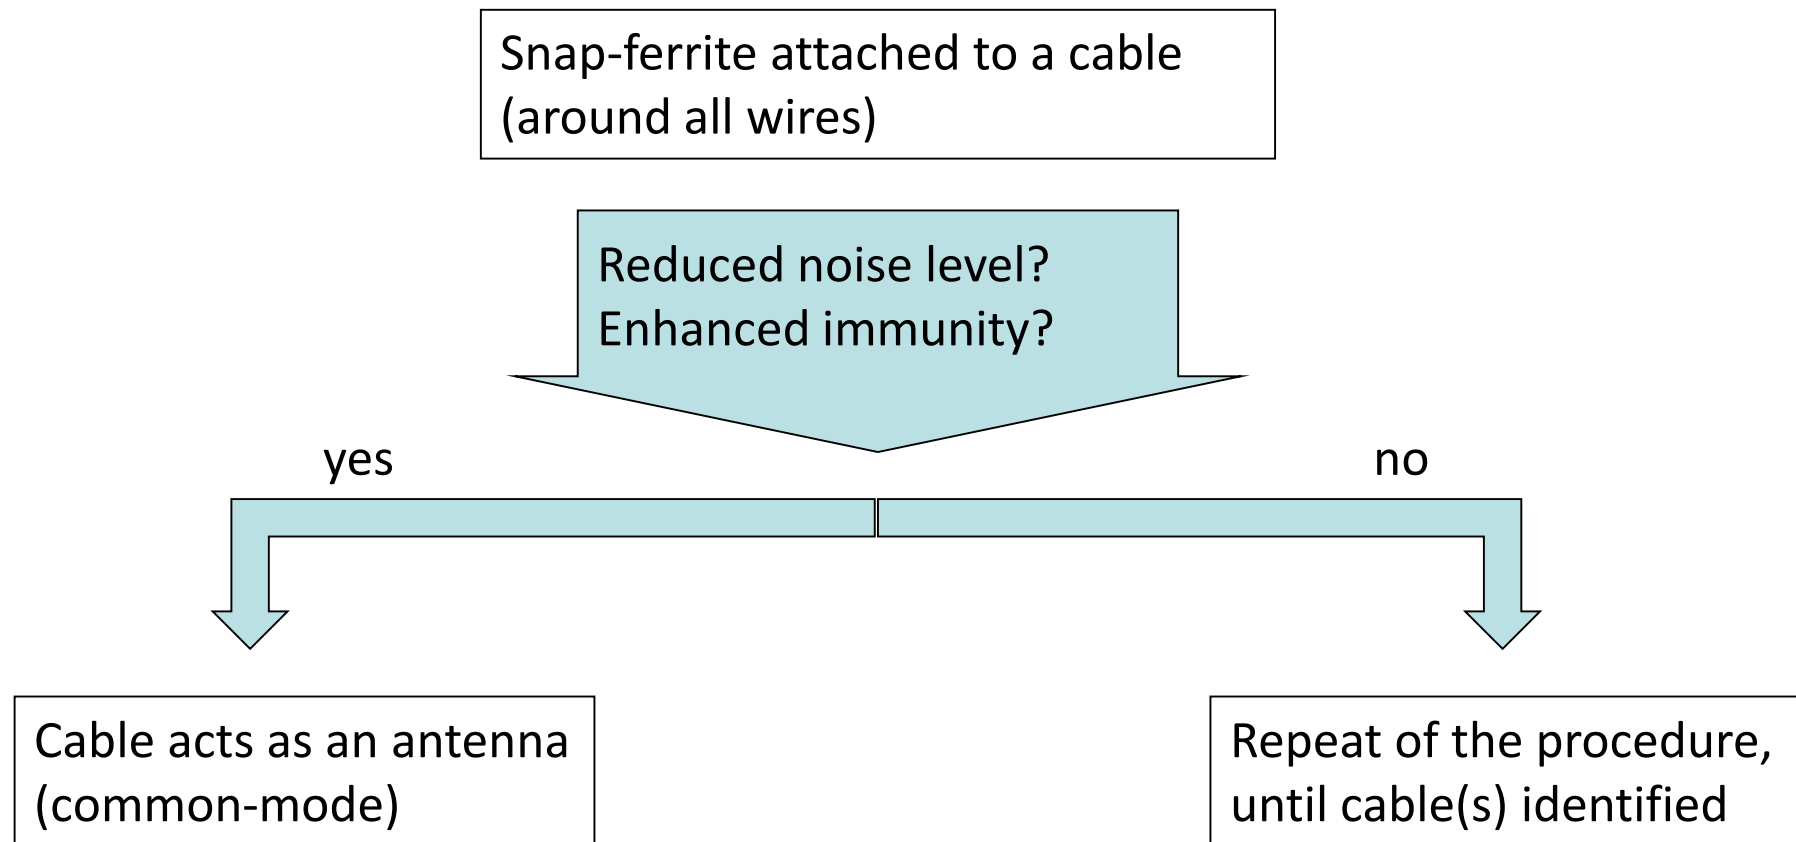 Snap-ferrite attached to a cable
(around all wires)
Reduced noise level?
Enhanced immunity?
yes
no
Cable acts as an antenna
(common-mode)
Repeat of the procedure,
until cable(s) identified